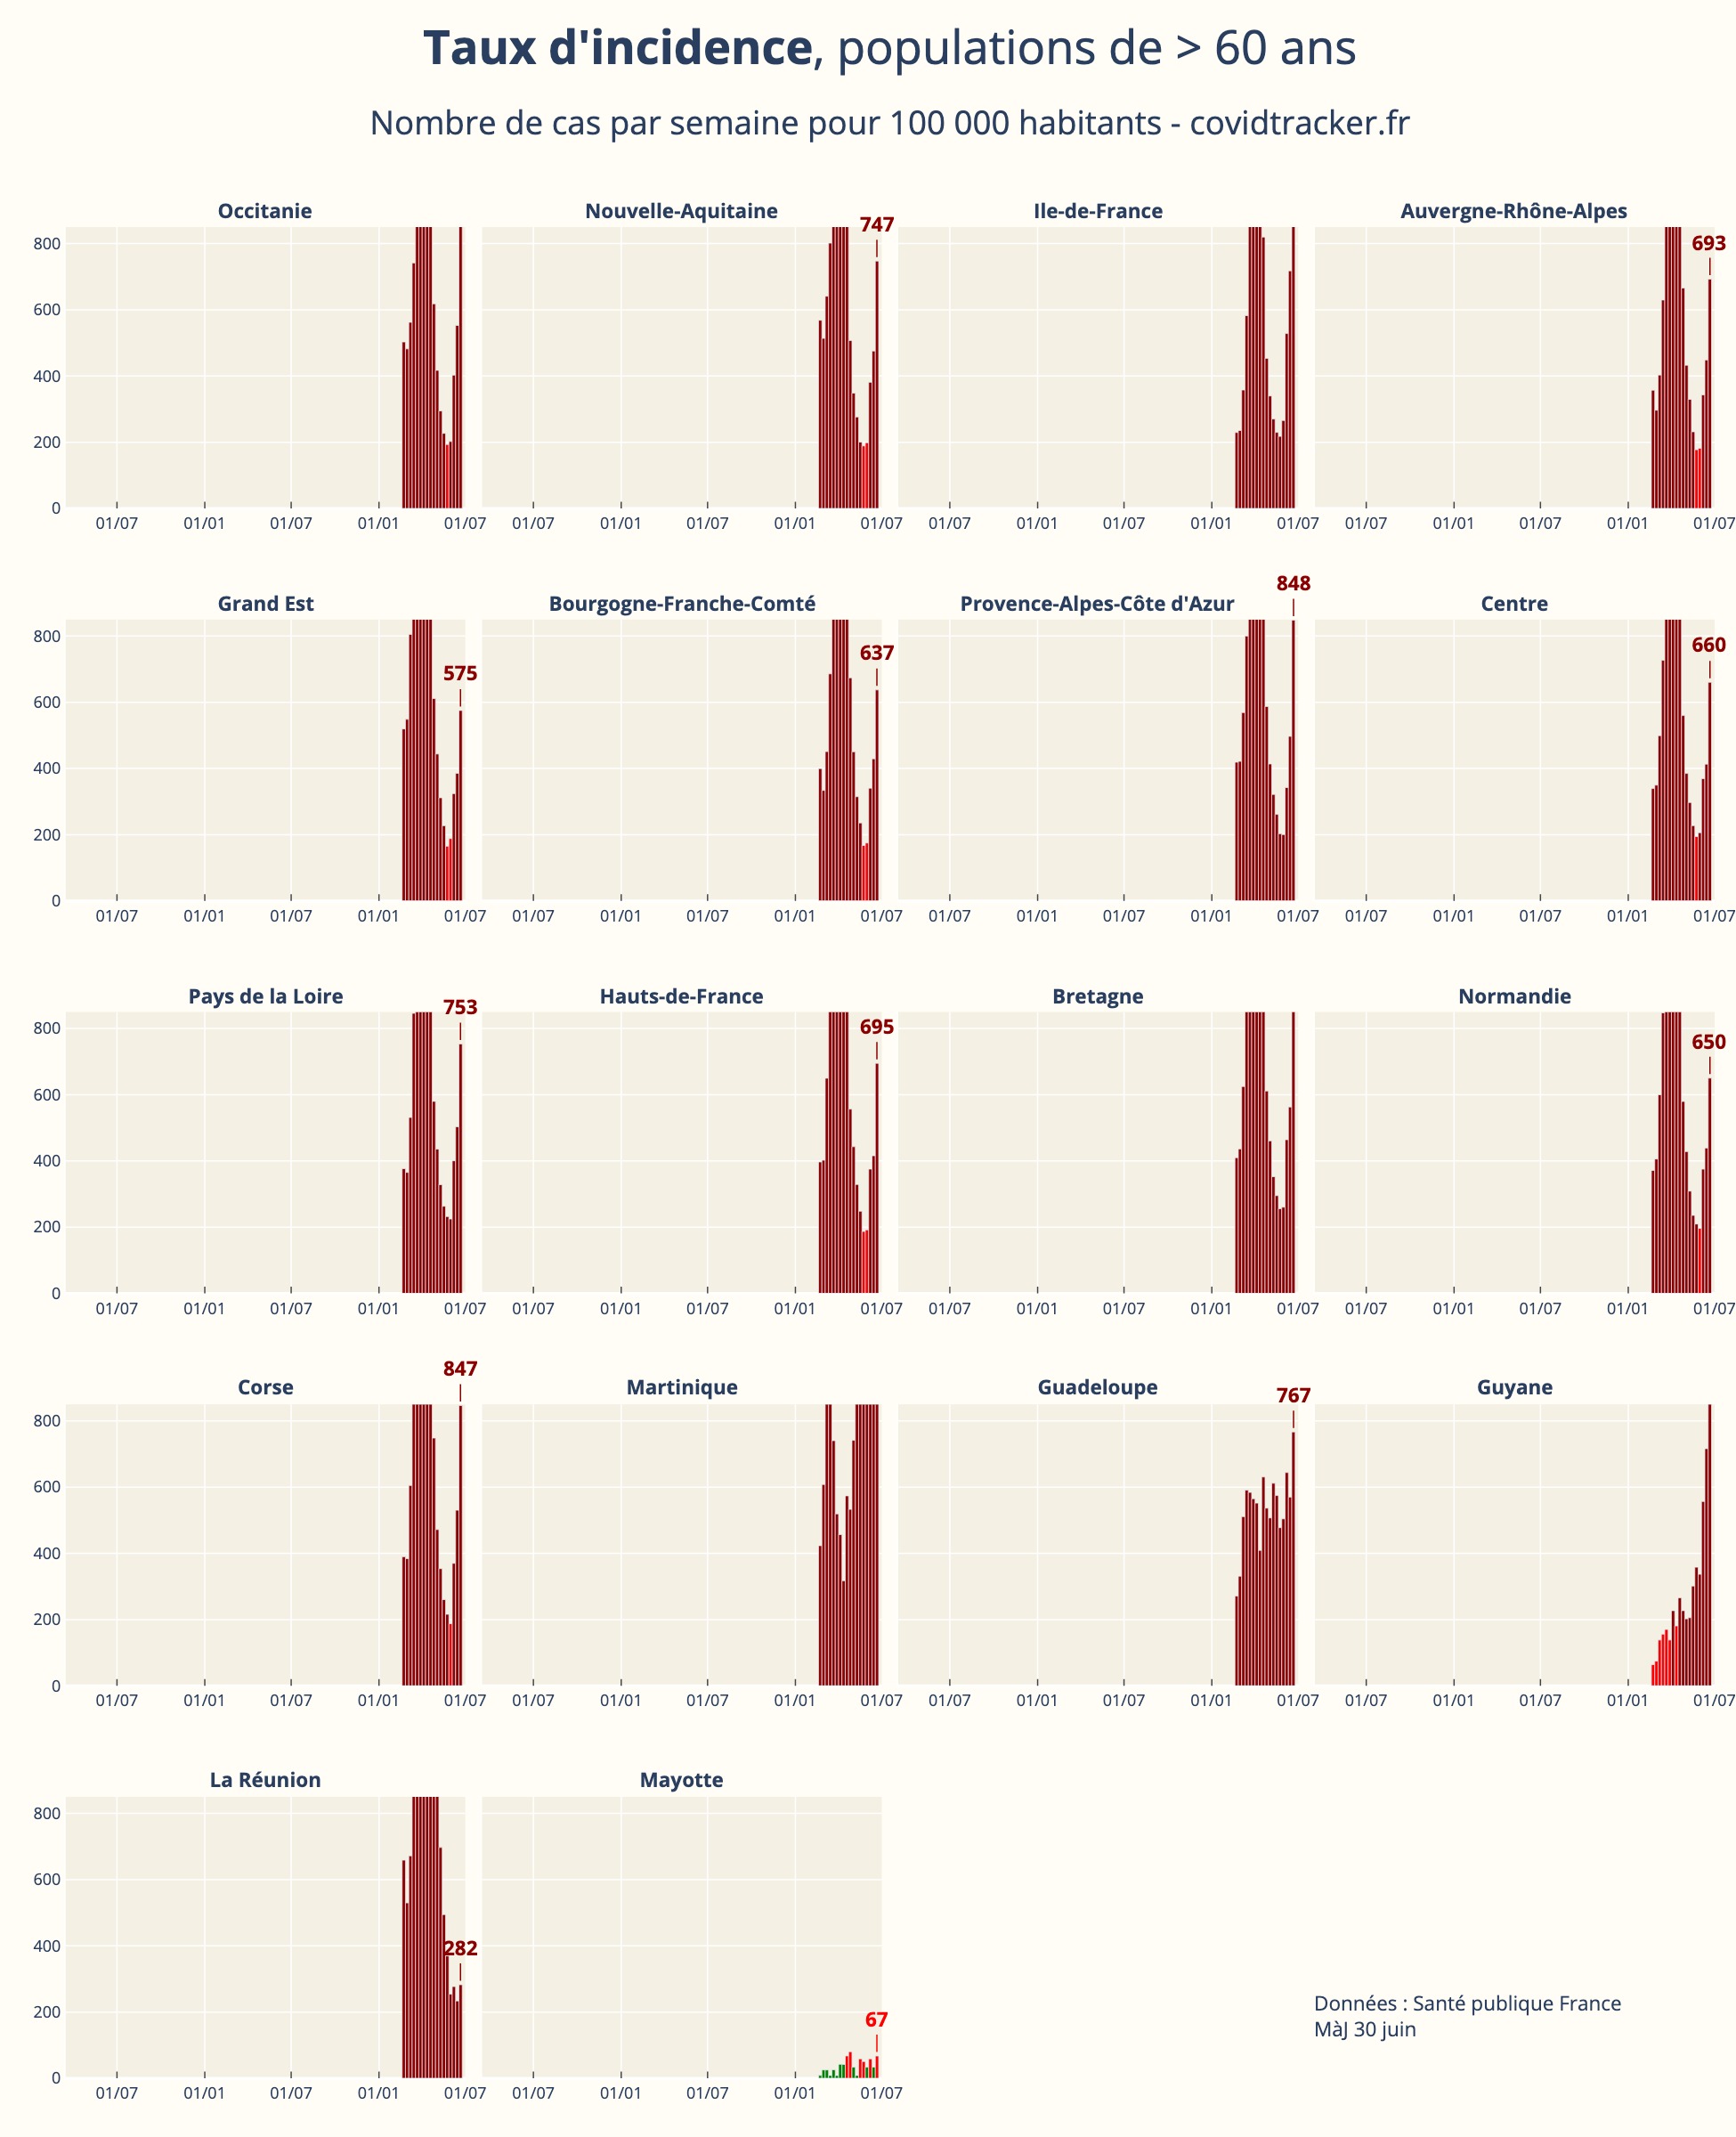 Taux d'incidence, populations de > 60 ans
Nombre de cas par semaine pour 100 000 habitants - covidtracker.fr
Occitanie Nouvelle-Aquitaine Ile-de-France Auvergne-Rhône-Alpes
747
693
800
600
400
200
0
01/07 01/01 01/07 01/01 01/07 01/07 01/01 01/07 01/01 01/07 01/07 01/01 01/07 01/01 01/07 01/07 01/01 01/07 01/01 01/07
848
Grand Est Bourgogne-Franche-Comté Provence-Alpes-Côte d'Azur Centre
575 637 660
800
600
400
200
0
01/07 01/01 01/07 01/01 01/07 01/07 01/01 01/07 01/01 01/07 01/07 01/01 01/07 01/01 01/07 01/07 01/01 01/07 01/01 01/07
Pays de la Loire Hauts-de-France Bretagne Normandie
753 695 650
800
600
400
200
0
01/07 01/01 01/07 01/01 01/07 01/07 01/01 01/07 01/01 01/07 01/07 01/01 01/07 01/01 01/07 01/07 01/01 01/07 01/01 01/07
847
Corse Martinique Guadeloupe Guyane
767
800
600
400
200
0
01/07 01/01 01/07 01/01 01/07 01/07 01/01 01/07 01/01 01/07 01/07 01/01 01/07 01/01 01/07 01/07 01/01 01/07 01/01 01/07
La Réunion Mayotte
800
600
400
200
0
282
67
01/07 01/01 01/07 01/01 01/07 01/07 01/01 01/07 01/01 01/07
Données : Santé publique France
MàJ 30 juin